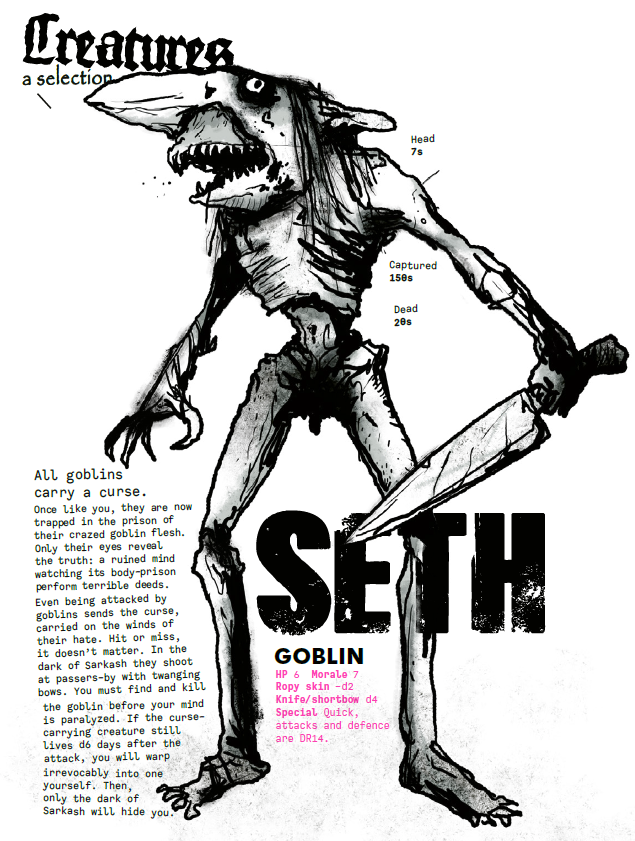 Creatures
a selection
Head
7s
Captured
150s
Dead
20s
All goblins
carry a curse.
Once like you, they are now
trapped in the prison of
their crazed goblin flesh.
Only their eyes reveal
the truth: a ruined mind
watching its body-prison
perform terrible deeds.
Even being attacked by
goblins sends the curse,
carried on the winds of
their hate. Hit or miss,
it doesn't matter. In the
dark of Sarkash they shoot
at passers-by with twanging
bows. You must find and kill
the goblin before your mind
is paralyzed. If the curse-
carrying creature still
lives d6 days after the
attack, you will warp
irrevocably into one
yourself. Then,
only the dark of
Sarkash will hide you.
SETH
GOBLIN
HP 6 Morale 7
Ropy skin -d2
Knife/shortbow d4
Special Quick,
attacks and defence
are DR14.